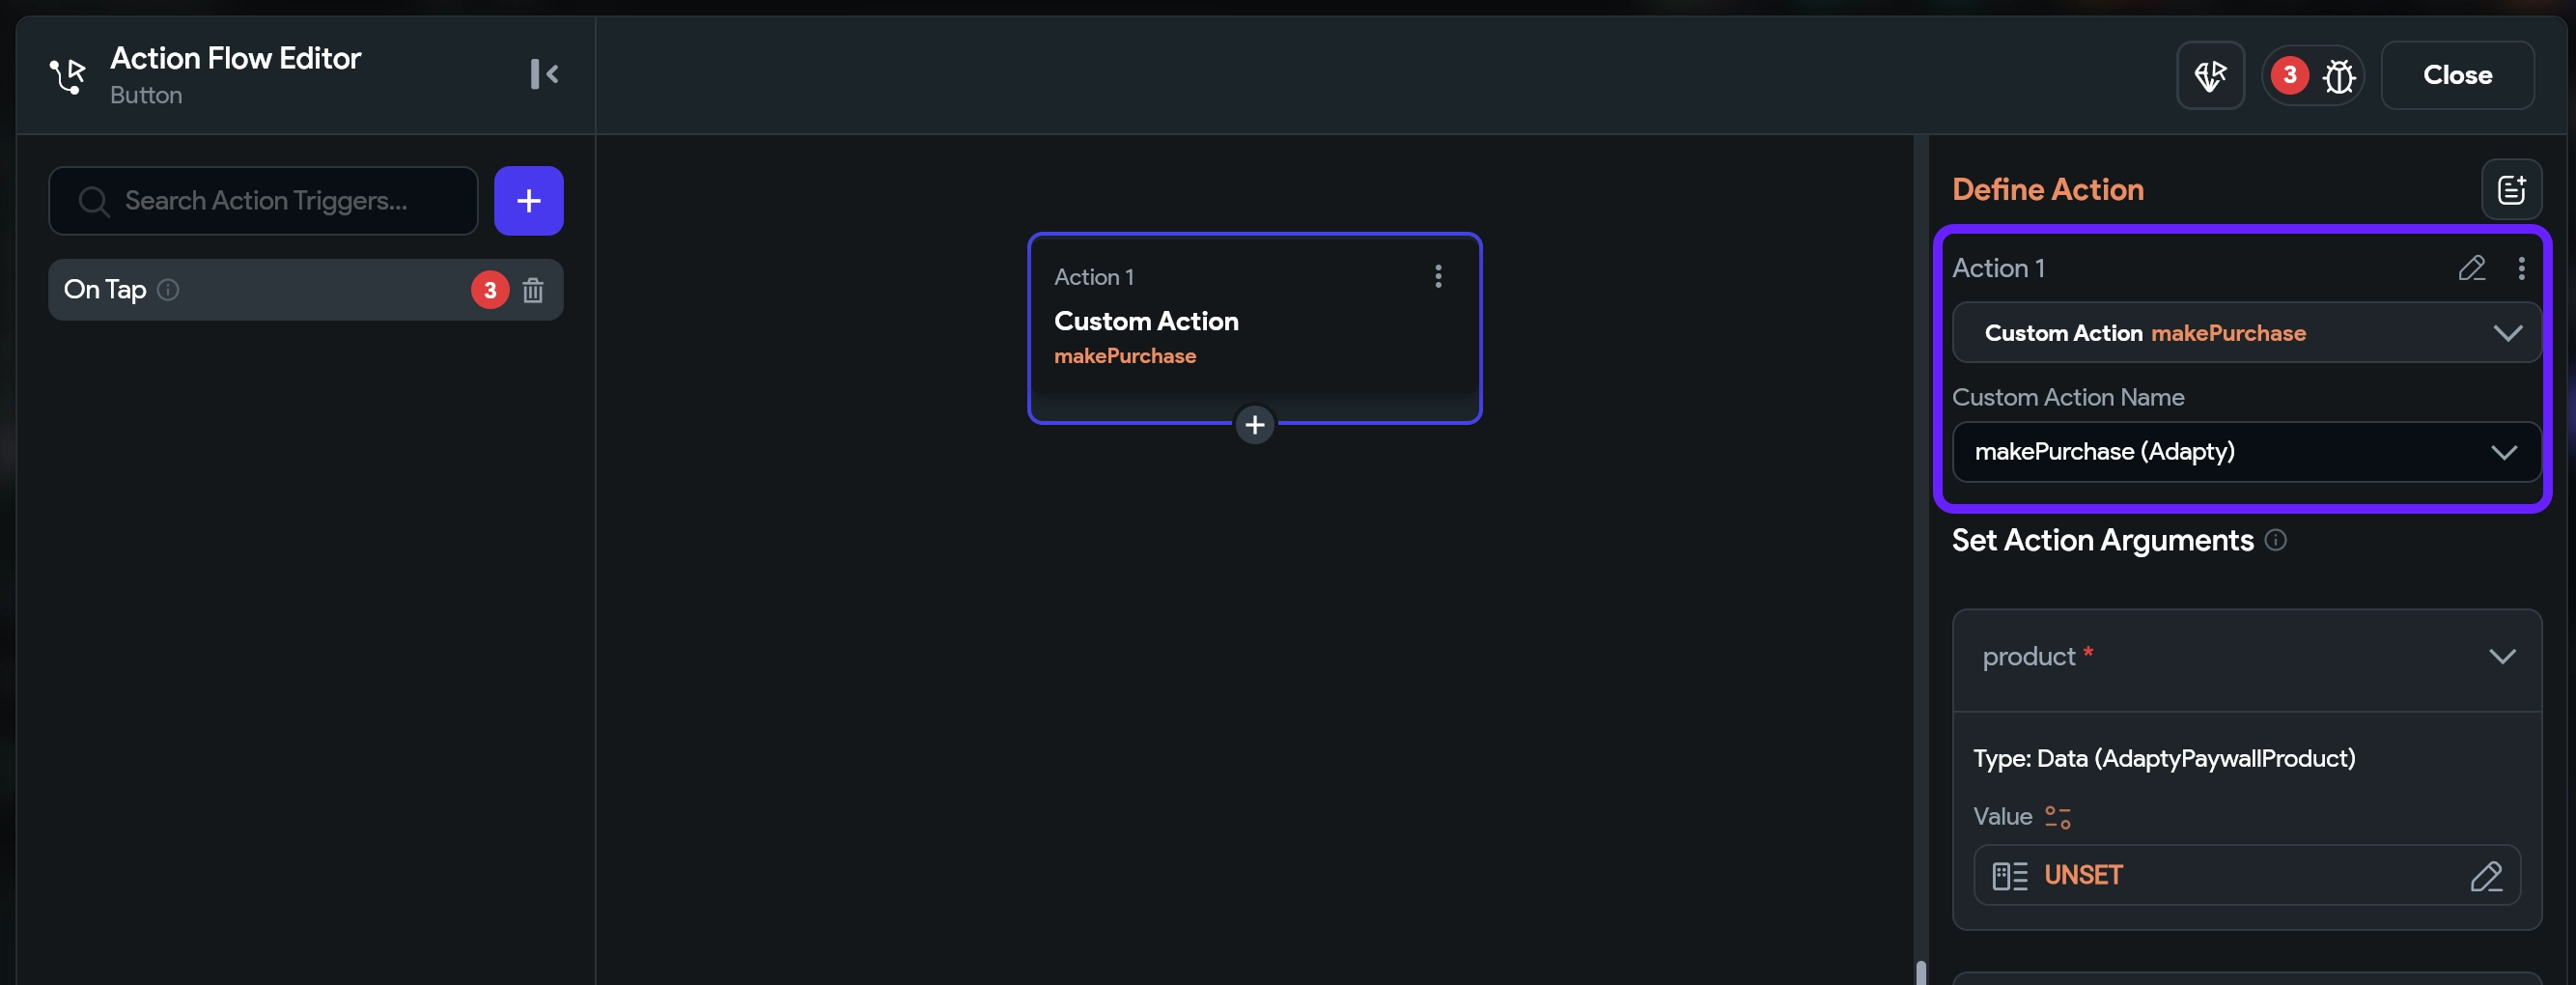 Action Flow Editor
Button
3
Close
Search Action Triggers...
On Tap
3
Action 1
Custom Action
makePurchase
Define Action
Action 1
Custom Action makePurchase
Custom Action Name
makePurchase (Adapty)
Set Action Arguments
product *
Type: Data (AdaptyPaywallProduct)
Value
UNSET